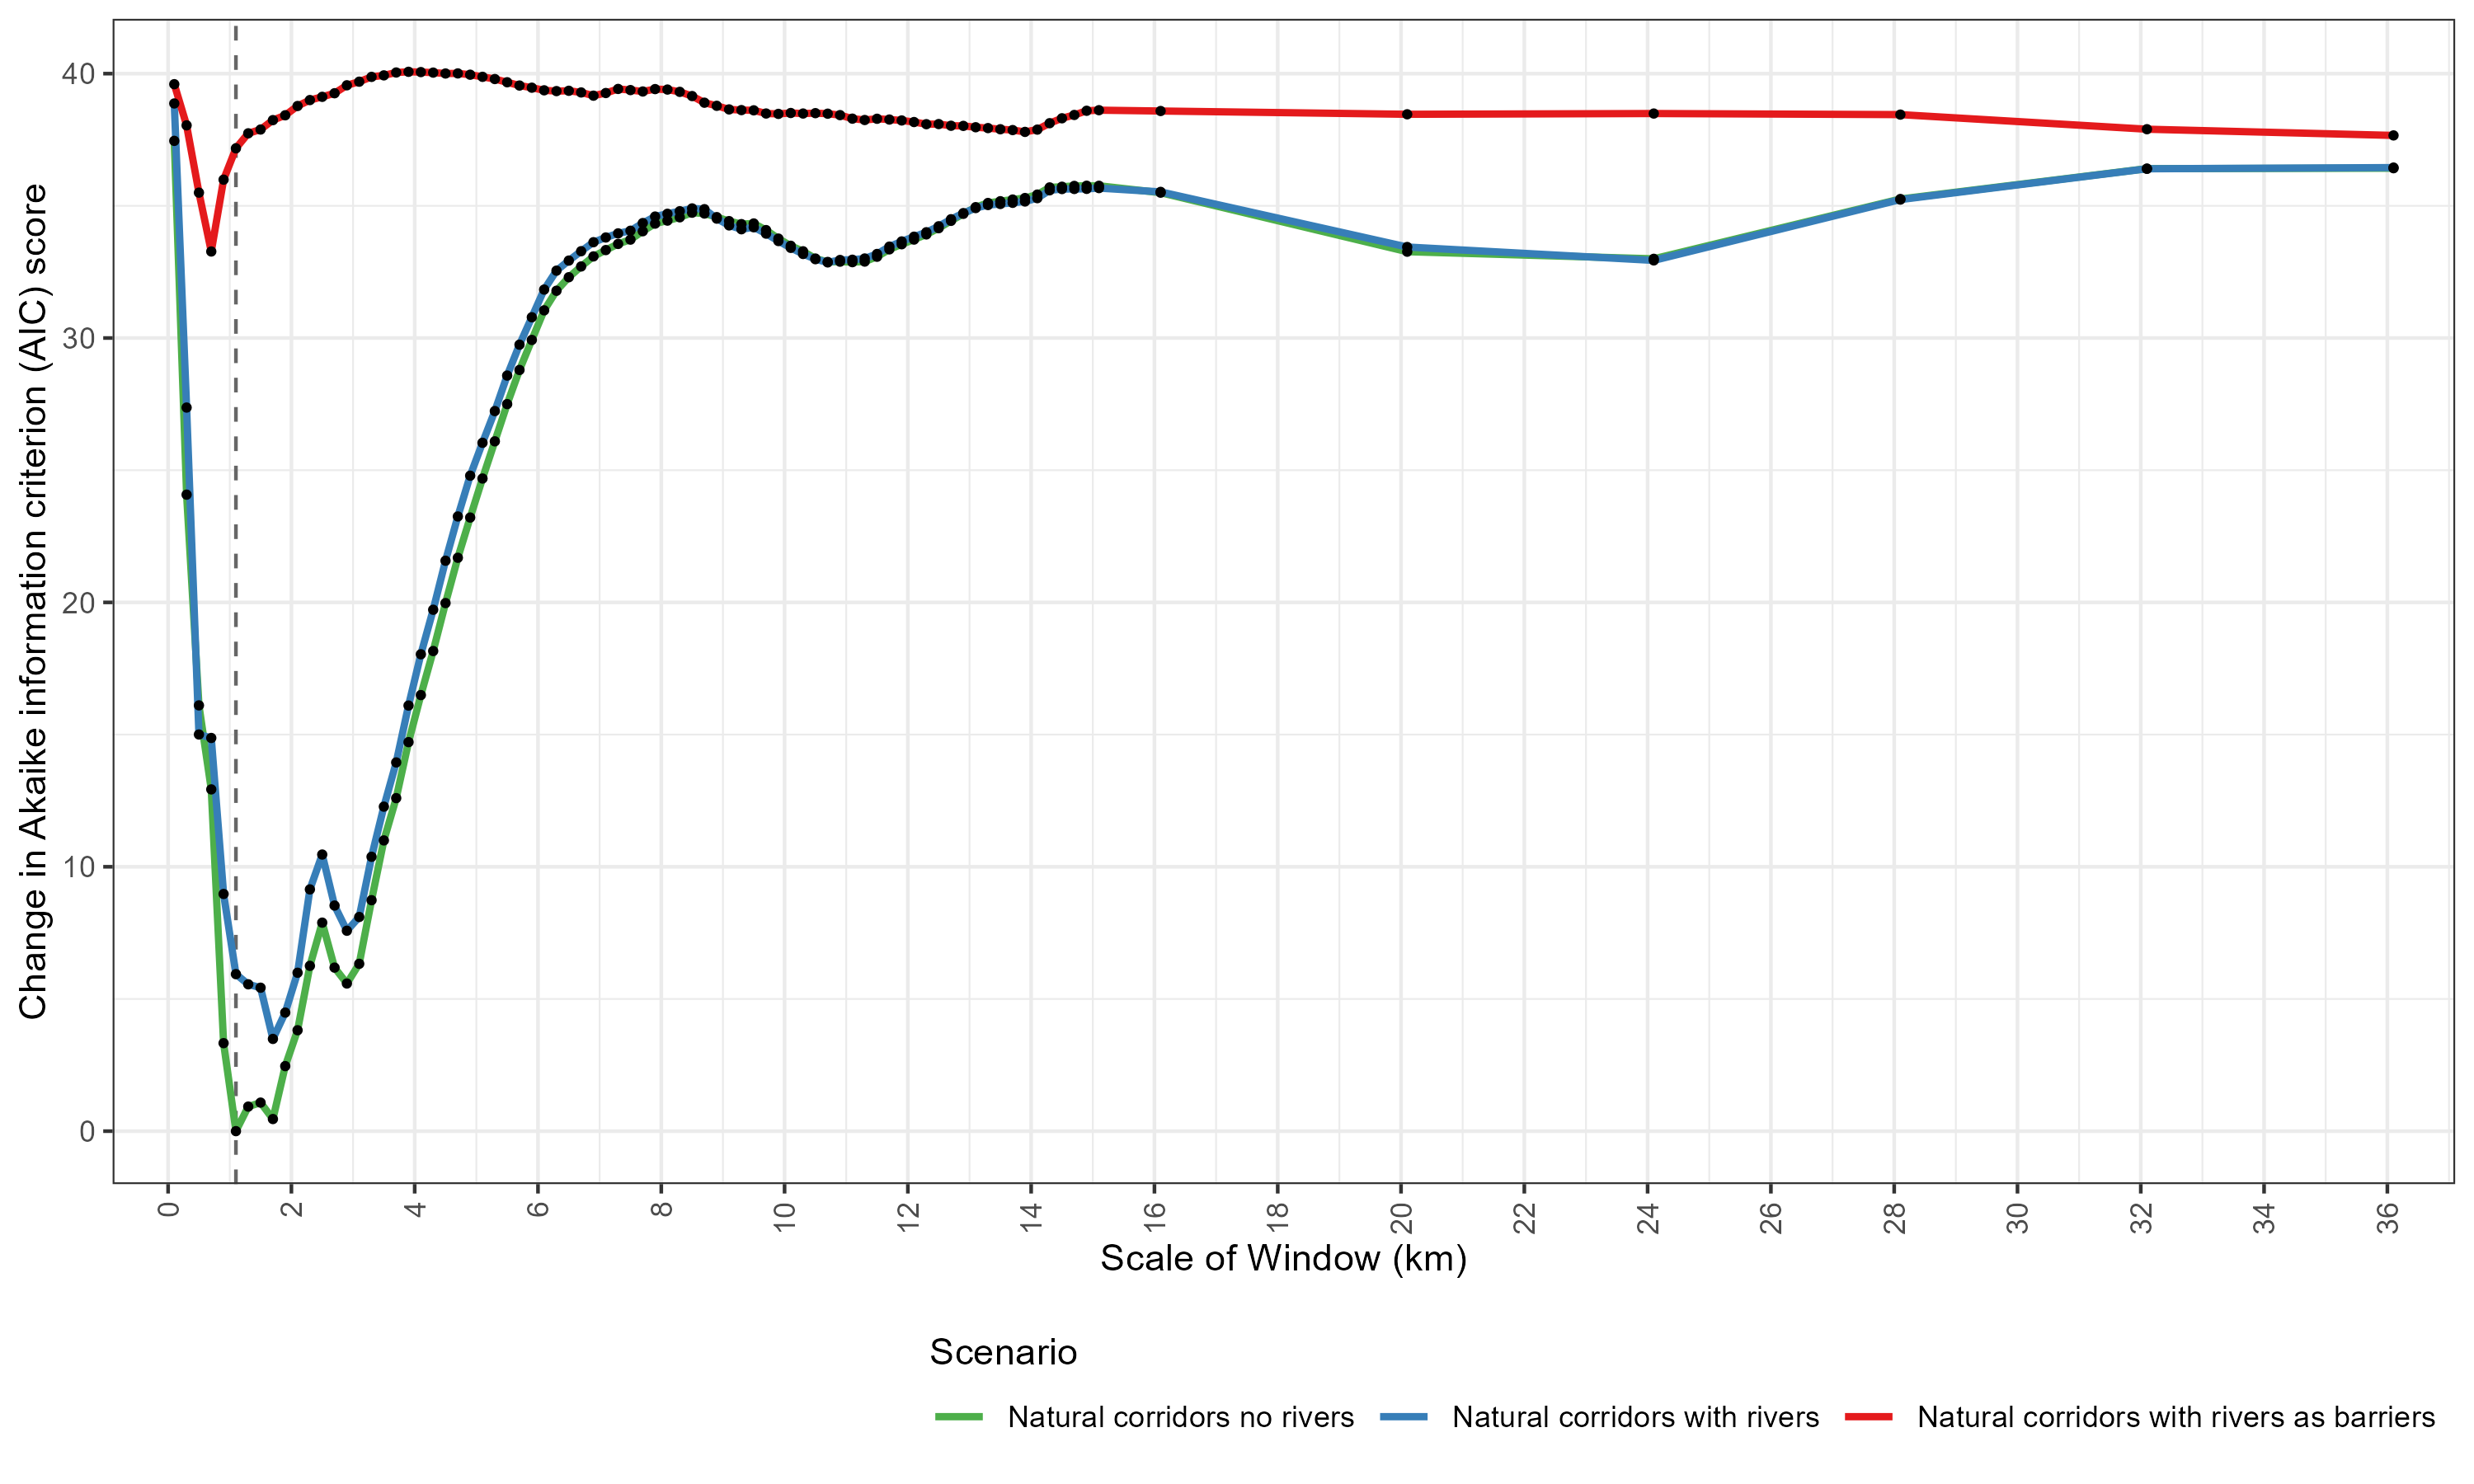 Change in Akaike information criterion (AIC) score
40
30
20
10
0
0 2 4 6 8 10 12 14 16 18 20 22 24 26 28 30 32 34 36
Scale of Window (km)
Scenario
Natural corridors no rivers Natural corridors with rivers Natural corridors with rivers as barriers